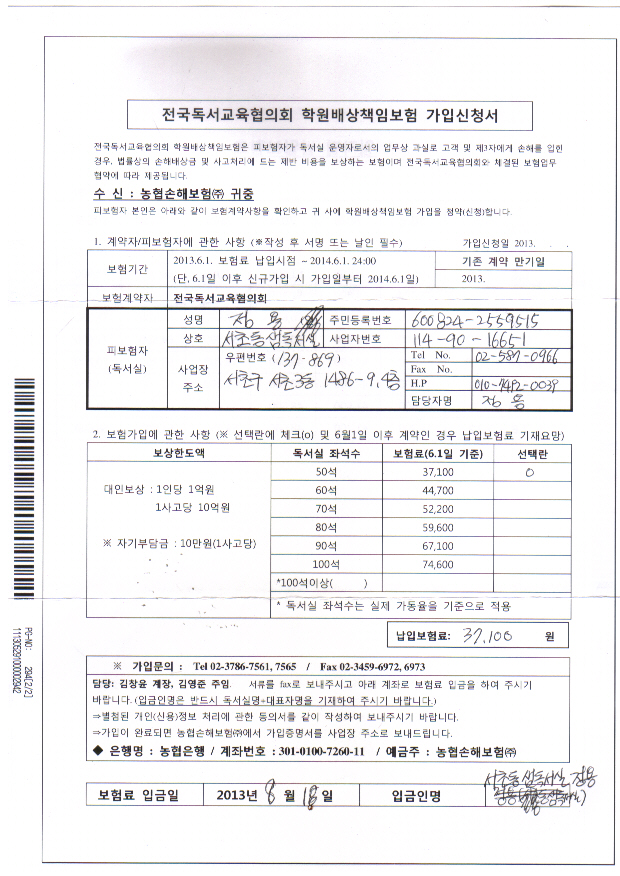 전국독서교육협의회 학원배상책임보험 가입신청서
전국독서교육협의회 학원배상책임보험은 피보험자가 독서실 운영자로서의 업무상 과실로 고객 및 제3자에게 손해를 입힌
경우, 법률상의 손해배상금 및 사고처리에 드는 제반 비용을 보상하는 보험이며 전국독서교육협의회와 체결된 보험업무
협약에 따라 제공됩니다.
수 신 : 농협손해보험㈜ 귀중
피보험자 본인은 아래와 같이 보험계약사항을 확인하고 귀 사에 학원배상책임보험 가입을 청약(신청)합니다.
1. 계약자/피보험자에 관한 사항 (※작성 후 서명 또는 날인 필수) 가입신청일 2013. . .
보험기간 2013.6.1. 보험료 납입시점 ~ 2014.6.1. 24:00 기존 계약 만기일
(단, 6.1일 이후 신규가입 시 가입일부터 2014.6.1일) 2013.
보험계약자 전국독서교육협의회
피보험자 (독서실) 성명 정용 주민등록번호 600824-2559515
상호 서초동샘독서실 사업자번호 114-90-16651
사업장 주소 우편번호 (137-869) Tel No. 02-587-0966
서초구 서초3동 1486-9, 4층 Fax No.
H.P 010-7492-0039
담당자명 정용
2. 보험가입에 관한 사항 (※ 선택란에 체크(o) 및 6월1일 이후 계약인 경우 납입보험료 기재요망)
보상한도액 독서실 좌석수 보험료(6.1일 기준) 선택란
50석 37,100 O
대인보상 : 1인당 1억원 60석 44,700
1사고당 10억원 70석 52,200
80석 59,600
※ 자기부담금 : 10만원(1사고당) 90석 67,100
100석 74,600
*100석이상( )
* 독서실 좌석수는 실제 가동율을 기준으로 적용
납입보험료: 37,100 원
※ 가입문의 : Tel 02-3786-7561, 7565 / Fax 02-3459-6972, 6973
담당: 김창윤 계장, 김영준 주임. 서류를 fax로 보내주시고 아래 계좌로 보험료 입금을 하여 주시기
바랍니다. (입금인명은 반드시 독서실명+대표자명을 기재하여 주시기 바랍니다.)
⇒별첨된 개인(신용)정보 처리에 관한 동의서를 같이 작성하여 보내주시기 바랍니다.
⇒가입이 완료되면 농협손해보험㈜에서 가입증명서를 사업장 주소로 보내드립니다.
◆ 은행명 : 농협은행 / 계좌번호 : 301-0100-7260-11 / 예금주 : 농협손해보험㈜
서초동샘독서실, 정용
보험료 입금일 2013년 8 월 18 일 입금인명
PG-NO: 294[2/2]